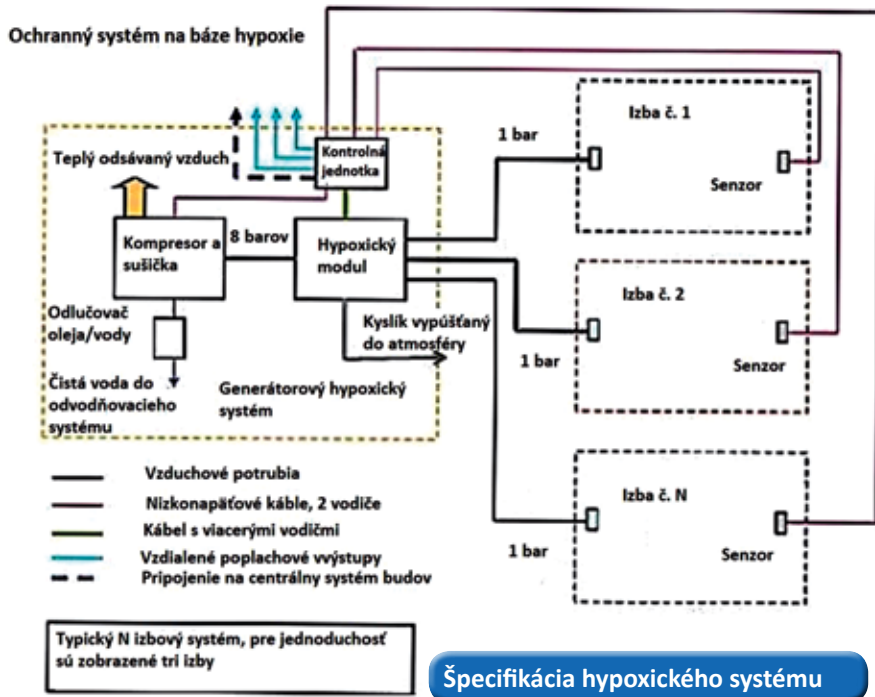 Ochranný systém na báze hypoxie
Teplý odsávaný vzduch
Kontrolná
jednotka
1 bar
Izba č. 1
Senzor
Kompresor a
sušička
8 barov
Hypoxický
modul
Izba č. 2
1 bar
Senzor
Odlučovač
oleja/vody
Kyslík vypúšťaný
do atmosféry
Čistá voda do
odvodňovacieho
systému
Generátorový hypoxický
systém
Izba č. N
1 bar
Senzor
Vzduchové potrubia
Nizkonapäťové káble, 2 vodiče
Kábel s viacerými vodičmi
Vzdialené poplachové vvýstupy
Pripojenie na centrálny systém budov
Typický N izbový systém, pre jednoduchosť
sú zobrazené tri izby
Špecifikácia hypoxického systému